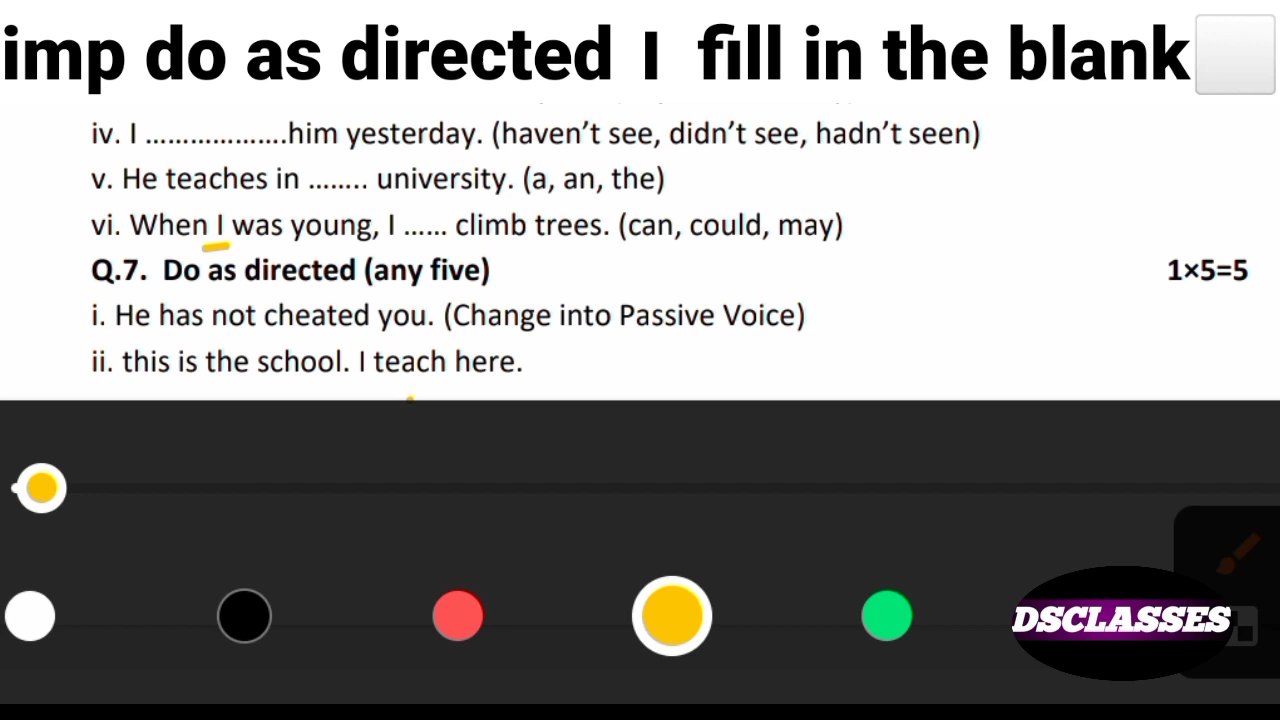 imp do as directed I fill in the blank
iv. I ………………..him yesterday. (haven’t see, didn’t see, hadn’t seen)
v. He teaches in …….. university. (a, an, the)
vi. When I was young, I …… climb trees. (can, could, may)
Q.7. Do as directed (any five) 1×5=5
i. He has not cheated you. (Change into Passive Voice)
ii. this is the school. I teach here.
DSCLASSES